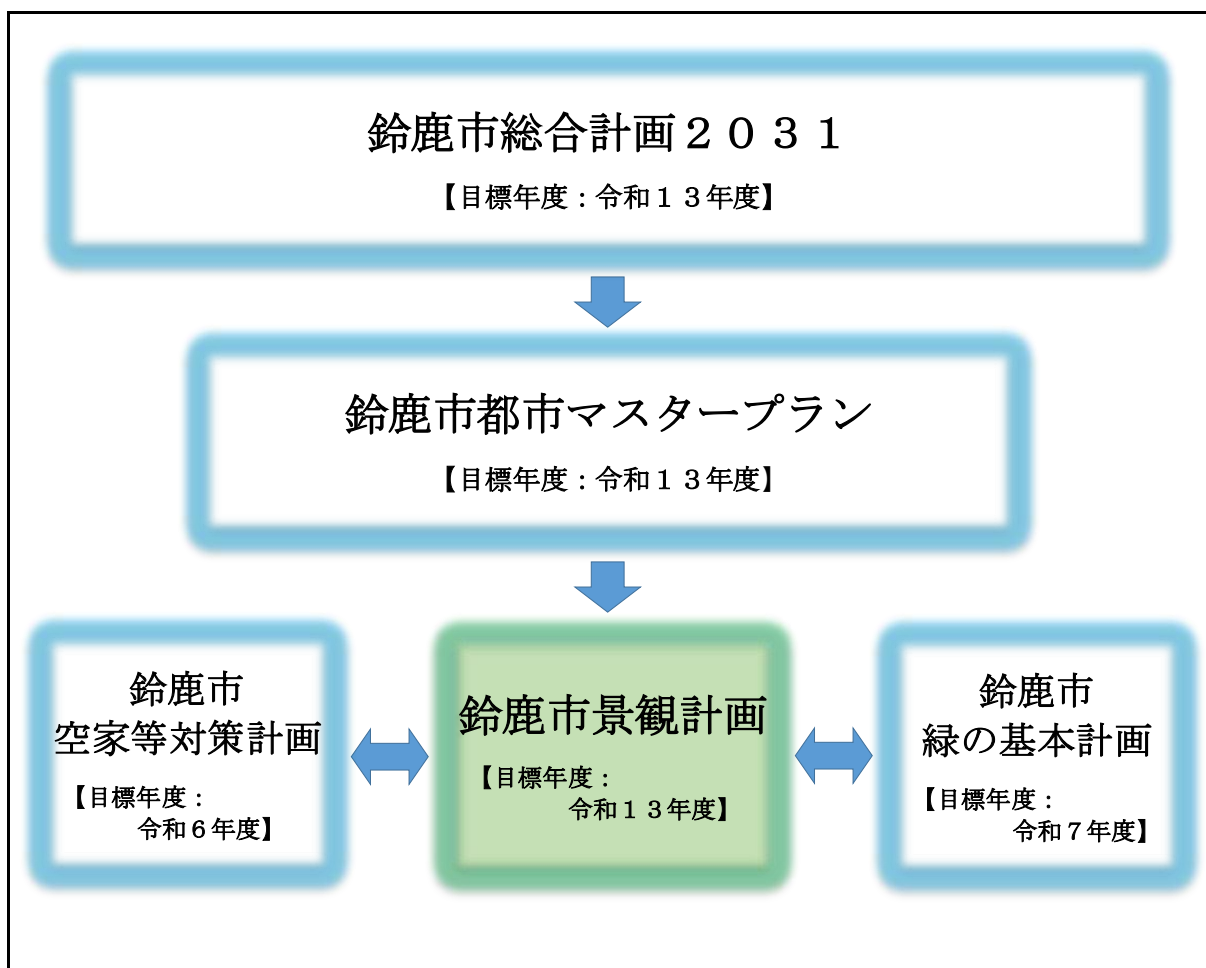 鈴鹿市総合計画２０３１
【目標年度：令和１３年度】
鈴鹿市都市マスタープラン
【目標年度：令和１３年度】
鈴鹿市
空家等対策計画
【目標年度：
令和６年度】
鈴鹿市景観計画
【目標年度：
令和１３年度】
鈴鹿市
緑の基本計画
【目標年度：
令和７年度】